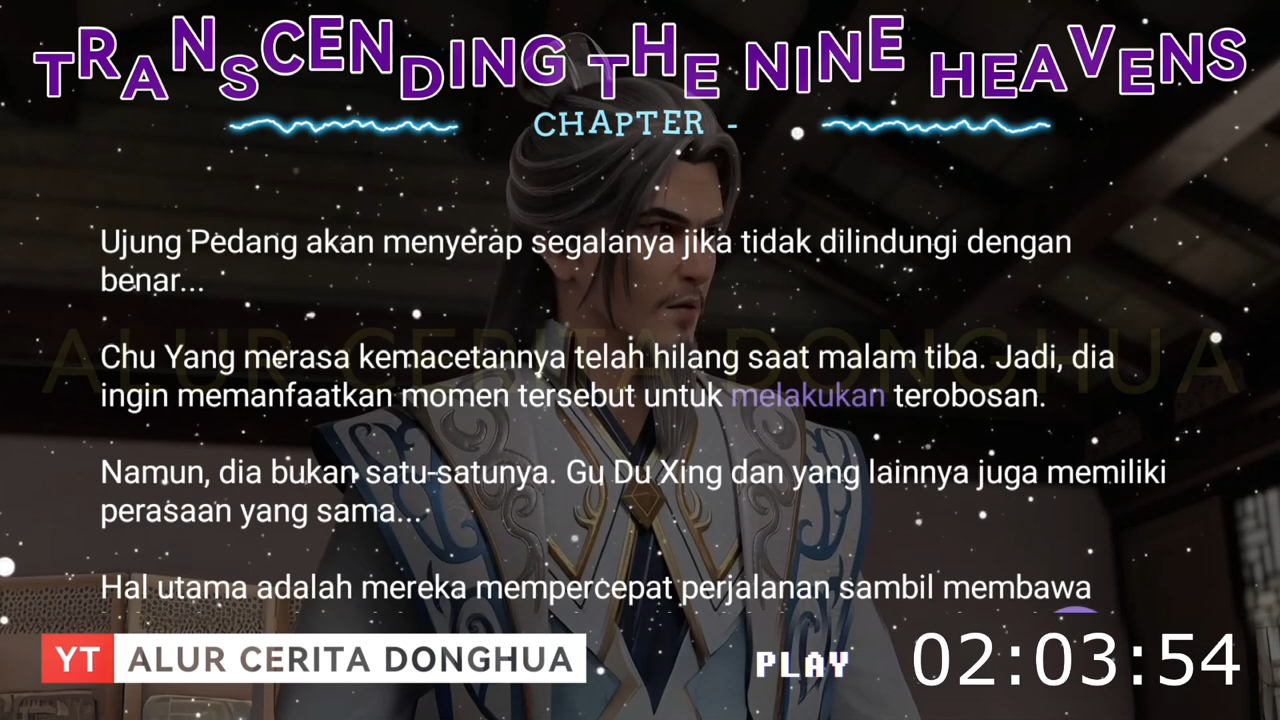 TRANSCENDING THE NINE HEAVENS
CHAPTER -
Ujung Pedang akan menyerap segalanya jika tidak dilindungi dengan
benar...
ALUR CERITA DONGHUA
Chu Yang merasa kemacetannya telah hilang saat malam tiba. Jadi, dia
ingin memanfaatkan momen tersebut untuk melakukan terobosan.
Namun, dia bukan satu-satunya. Gu Du Xing dan yang lainnya juga memiliki
perasaan yang sama...
Hal utama adalah mereka mempercepat perjalanan sambil membawa
YT ALUR CERITA DONGHUA
PLAY 02:03:54